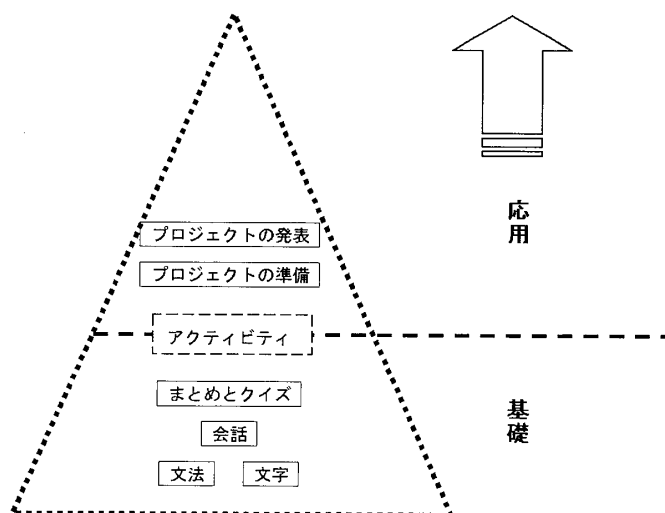 プロジェクトの発表
プロジェクトの準備
アクティビティ
まとめとクイズ
会話
文法 文字
応用
基礎